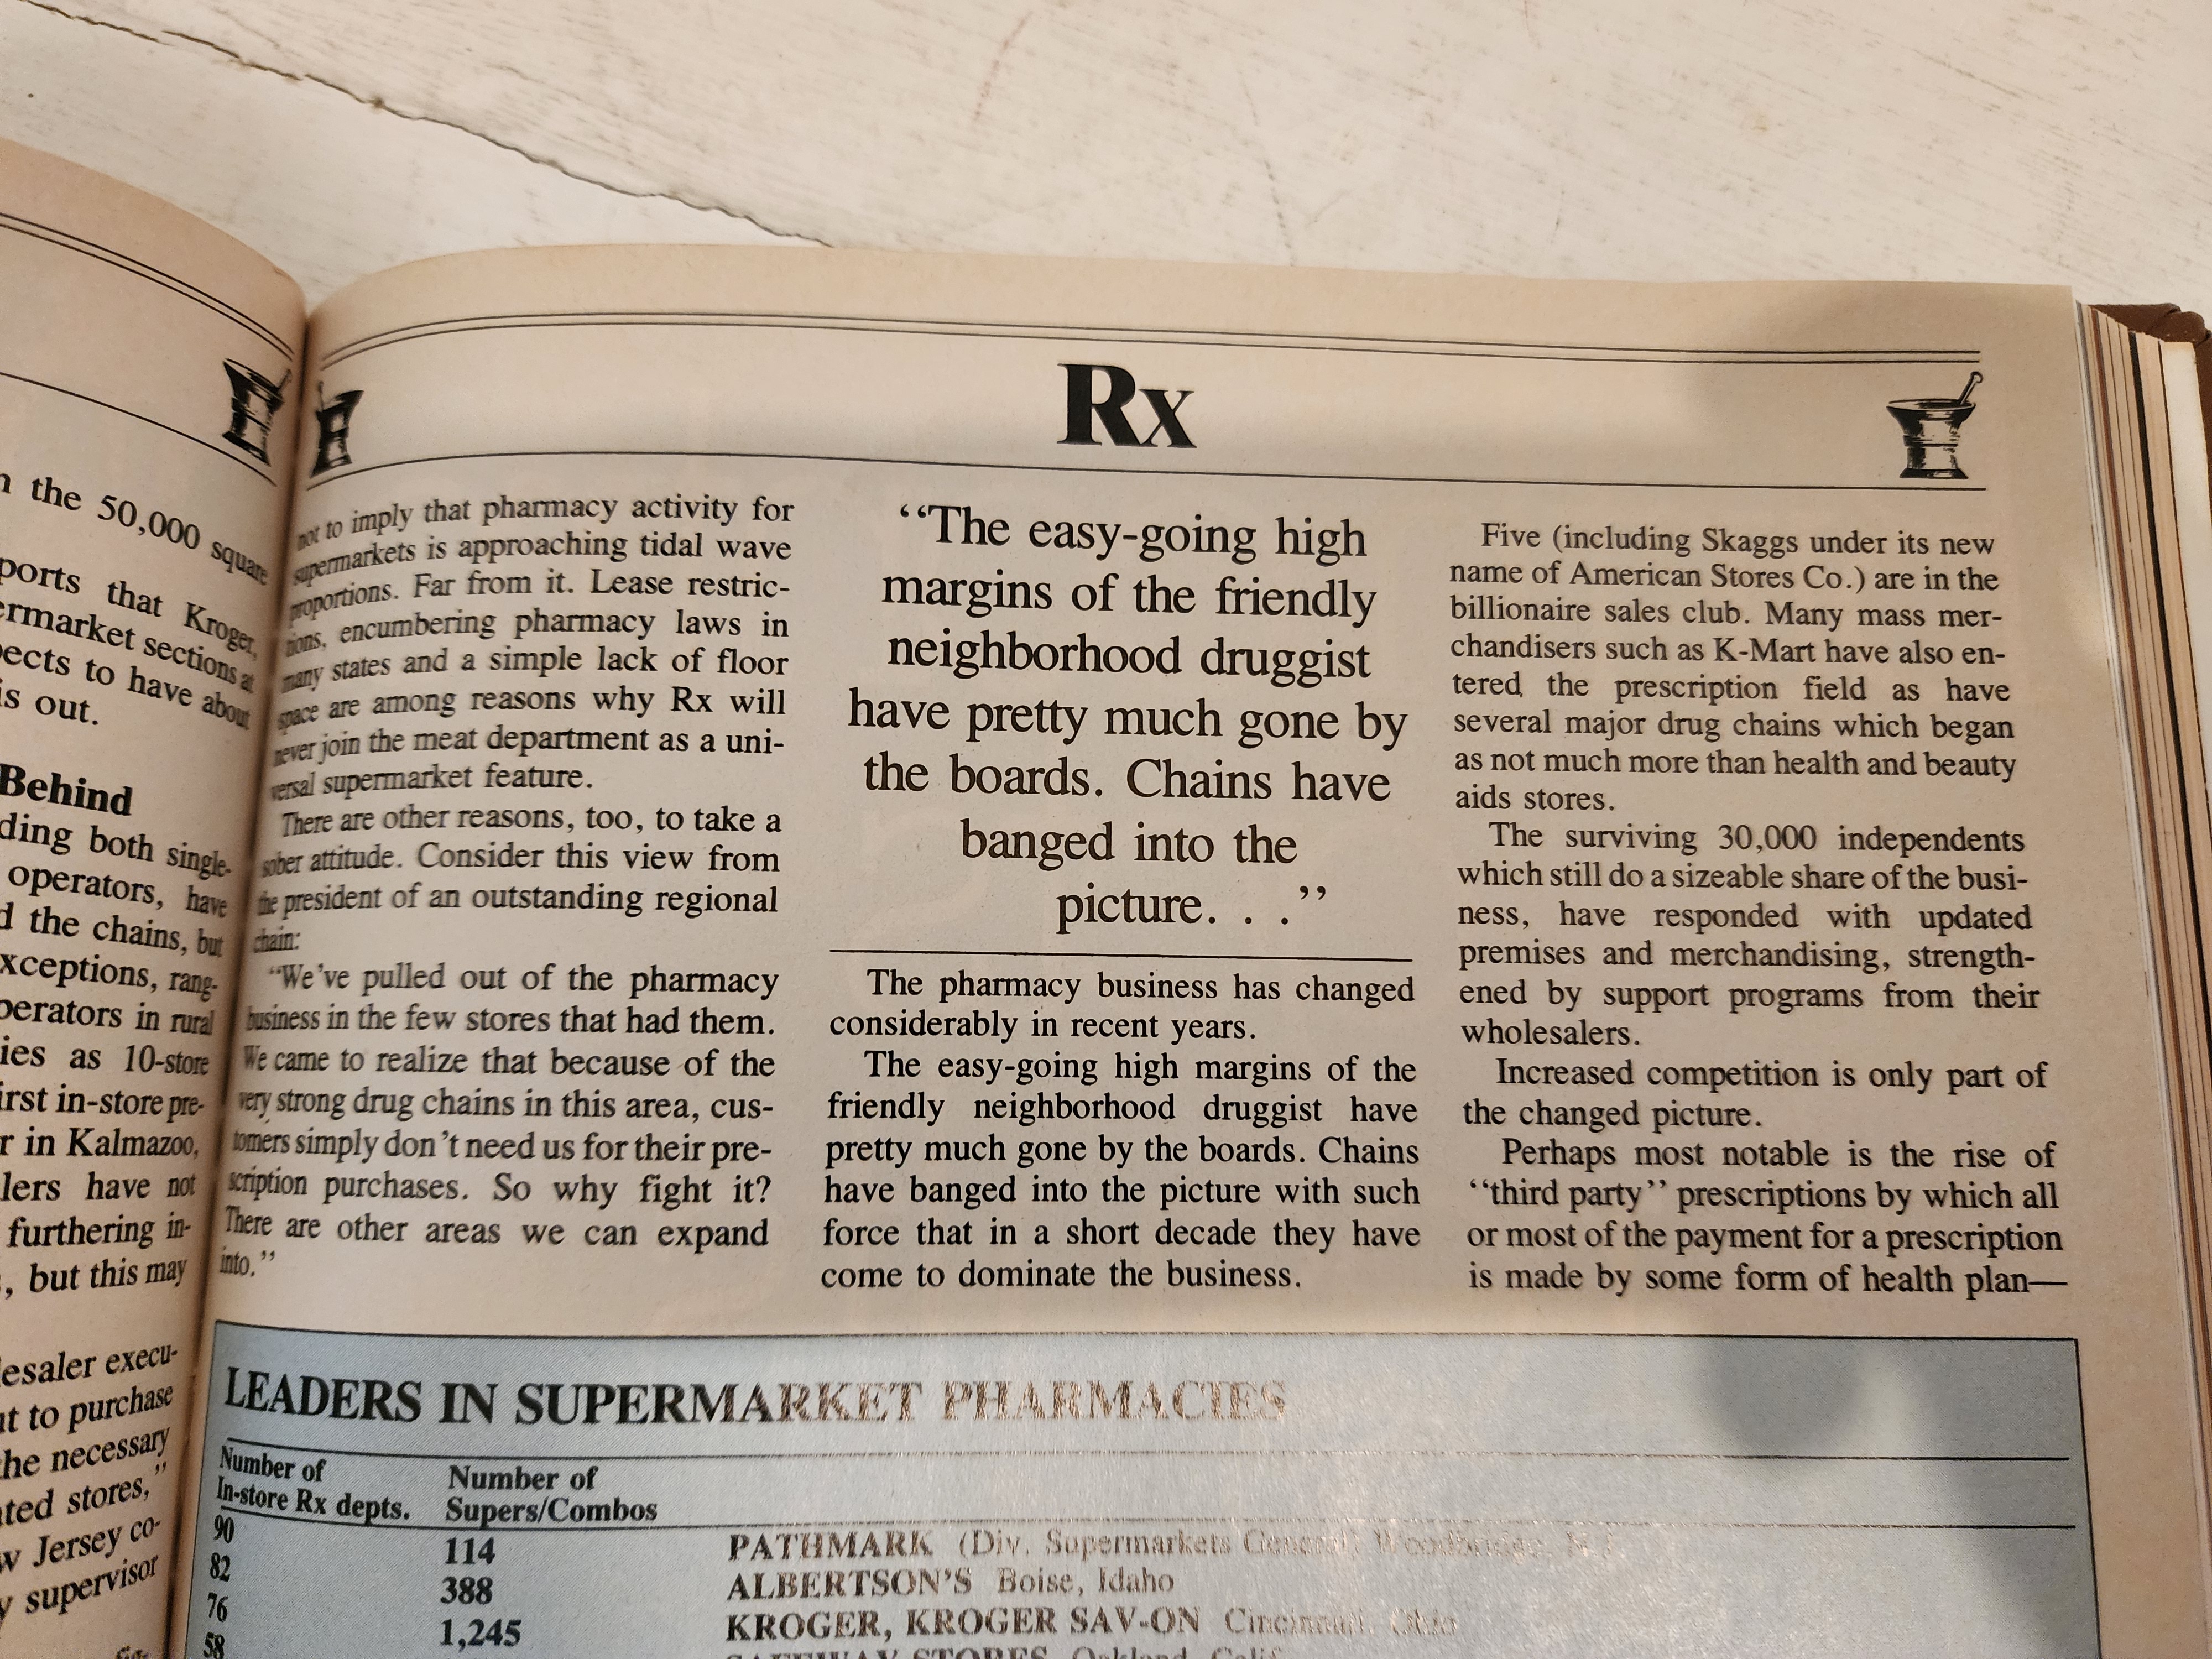 the 50,000 square
ports that Kroger,
ermarket sections at
ects to have about
is out.
Behind
ding both single-
operators, have
d the chains, but
xceptions, rang-
perators in rural
ies as 10-store
irst in-store pre-
r in Kalmazoo,
lers have not
furthering in-
, but this may
esaler execu-
t to purchase
he necessary
ated stores,”
w Jersey co-
y supervisor
Rx
not to imply that pharmacy activity for
supermarkets is approaching tidal wave
proportions. Far from it. Lease restric-
tions, encumbering pharmacy laws in
many states and a simple lack of floor
space are among reasons why Rx will
never join the meat department as a uni-
versal supermarket feature.
There are other reasons, too, to take a
sober attitude. Consider this view from
the president of an outstanding regional
chain:
“We’ve pulled out of the pharmacy
business in the few stores that had them.
We came to realize that because of the
very strong drug chains in this area, cus-
tomers simply don’t need us for their pre-
scription purchases. So why fight it?
There are other areas we can expand
into.”
“The easy-going high
margins of the friendly
neighborhood druggist
have pretty much gone by
the boards. Chains have
banged into the
picture. . .”
The pharmacy business has changed
considerably in recent years.
The easy-going high margins of the
friendly neighborhood druggist have
pretty much gone by the boards. Chains
have banged into the picture with such
force that in a short decade they have
come to dominate the business.
Five (including Skaggs under its new
name of American Stores Co.) are in the
billionaire sales club. Many mass mer-
chandisers such as K-Mart have also en-
tered the prescription field as have
several major drug chains which began
as not much more than health and beauty
aids stores.
The surviving 30,000 independents
which still do a sizeable share of the busi-
ness, have responded with updated
premises and merchandising, strength-
ened by support programs from their
wholesalers.
Increased competition is only part of
the changed picture.
Perhaps most notable is the rise of
“third party” prescriptions by which all
or most of the payment for a prescription
is made by some form of health plan—
LEADERS IN SUPERMARKET PHARMACIES
Number of
In-store Rx depts.
Number of
Supers/Combos
90 114 PATHMARK (Div. Supermarkets General) Woodbridge, N.J.
82 388 ALBERTSON’S Boise, Idaho
76 1,245 KROGER, KROGER SAV-ON Cincinnati, Ohio
58 SAFEWAY STORES Oakland, Calif.